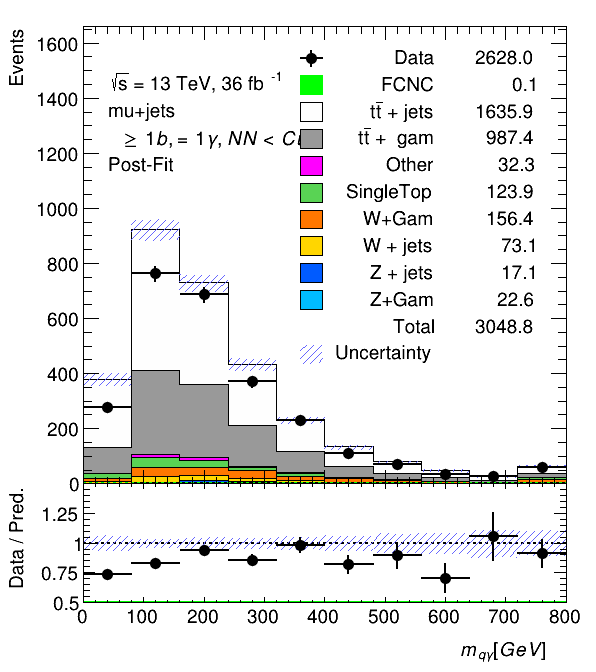 Events
1600
1400
1200
1000
800
600
400
200
0
√s = 13 TeV, 36 fb -1
mu+jets
≥ 1b, = 1γ, NN <
Post-Fit
Data 2628.0
FCNC 0.1
tt̄ + jets 1635.9
tt̄ + gam 987.4
Other 32.3
SingleTop 123.9
W+Gam 156.4
W + jets 73.1
Z + jets 17.1
Z+Gam 22.6
Total 3048.8
Uncertainty
Data / Pred.
1.25
1
0.75
0.5
0 100 200 300 400 500 600 700 800
m_qγ[GeV]